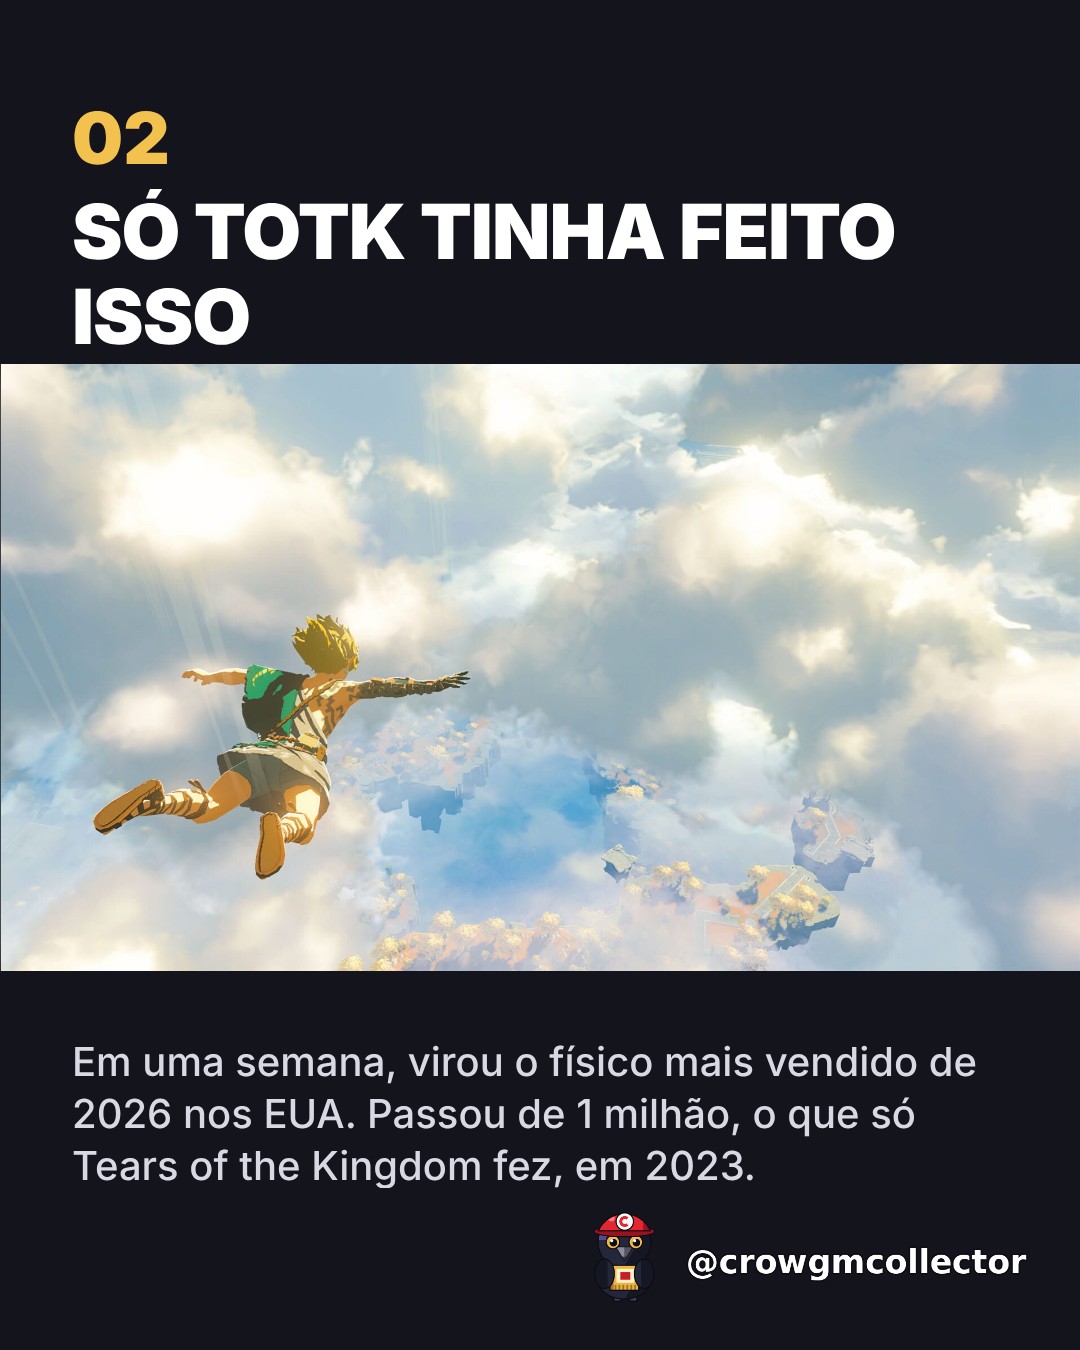 02
SÓ TOTK TINHA FEITO
ISSO
Em uma semana, virou o físico mais vendido de
2026 nos EUA. Passou de 1 milhão, o que só
Tears of the Kingdom fez, em 2023.
C
@crowgmcollector